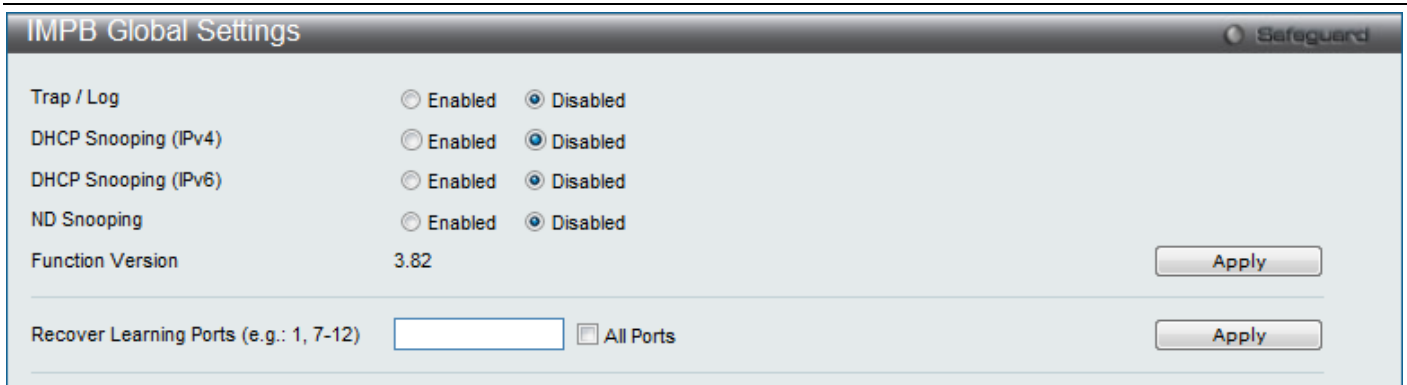 IMPB Global Settings
Safeguard
Trap / Log Enabled Disabled
DHCP Snooping (IPv4) Enabled Disabled
DHCP Snooping (IPv6) Enabled Disabled
ND Snooping Enabled Disabled
Function Version 3.82 Apply
Recover Learning Ports (e.g.: 1, 7-12) All Ports Apply